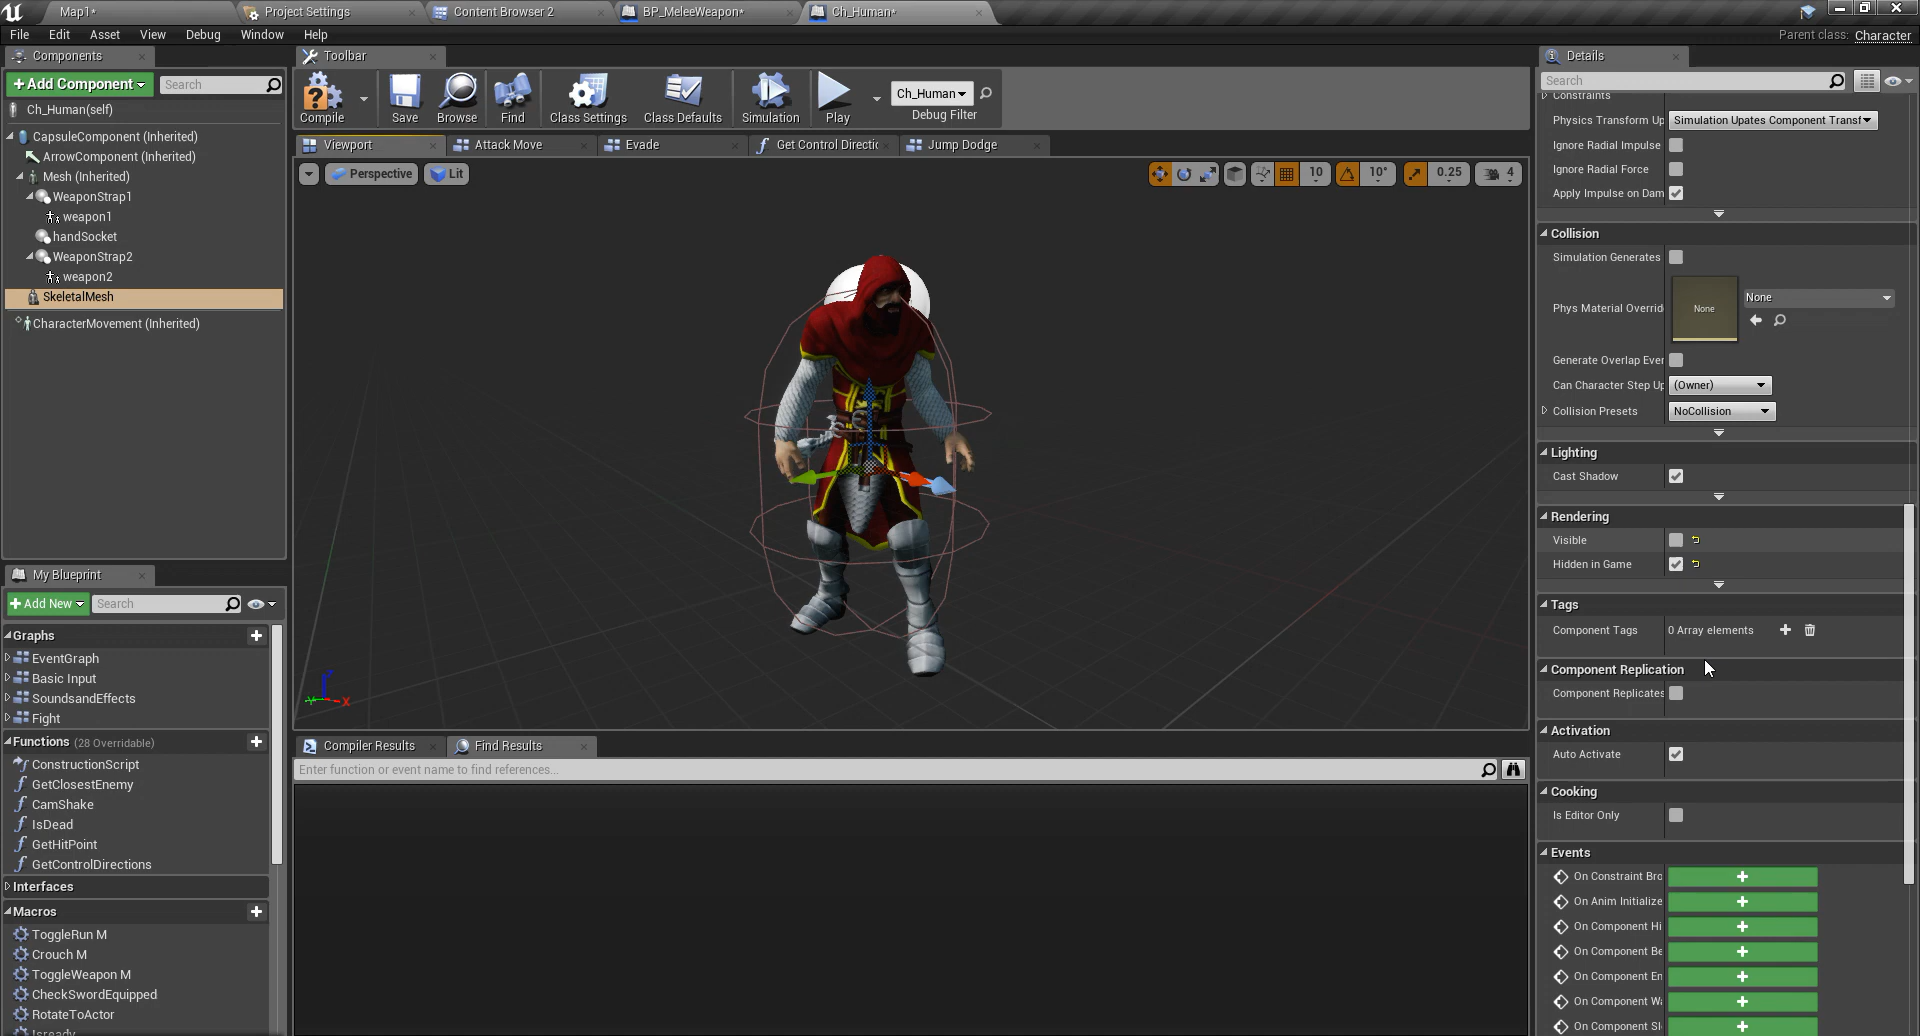 Map1*
Project Settings
Content Browser 2
BP_MeleeWeapon*
Ch_Human*
File Edit Asset View Debug Window Help
Parent class: Character
Components
+Add Component
Search
Ch_Human(self)
CapsuleComponent (Inherited)
ArrowComponent (Inherited)
Mesh (Inherited)
WeaponStrap1
weapon1
handSocket
WeaponStrap2
weapon2
SkeletalMesh
CharacterMovement (Inherited)
My Blueprint
+Add New
Search
Graphs
EventGraph
Basic Input
SoundsandEffects
Fight
Functions (28 Overridable)
ConstructionScript
GetClosestEnemy
CamShake
IsDead
GetHitPoint
GetControlDirections
Interfaces
Macros
ToggleRun M
Crouch M
ToggleWeapon M
CheckSwordEquipped
RotateToActor
Isready
Toolbar
Compile
Save
Browse
Find
Class Settings
Class Defaults
Simulation
Play
Ch_Human
Debug Filter
Viewport
Attack Move
Evade
Get Control Directic
Jump Dodge
Perspective
Lit
10
10°
0.25
4
Z
Y
X
Compiler Results
Find Results
Enter function or event name to find references...
Details
Search
Constraints
Physics Transform Up
Simulation Upates Component Transf
Ignore Radial Impulse
Ignore Radial Force
Apply Impulse on Dam
Collision
Simulation Generates
Phys Material Overrid
None
None
Generate Overlap Ever
Can Character Step Up
(Owner)
Collision Presets
NoCollision
Lighting
Cast Shadow
Rendering
Visible
Hidden in Game
Tags
Component Tags
0 Array elements
Component Replication
Component Replicates
Activation
Auto Activate
Cooking
Is Editor Only
Events
On Constraint Bro
On Anim Initialize
On Component Hi
On Component Be
On Component En
On Component Wa
On Component Sl